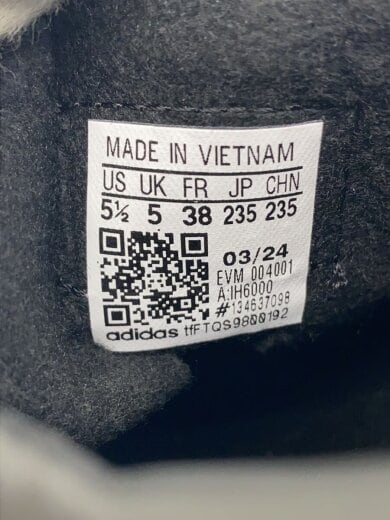 MADE IN VIETNAM
US UK FR JP CHN
5½ 5 38 235 235
03/24
EVM 004001
A:IH6000
#134637098
adidas tfFTQS9800192